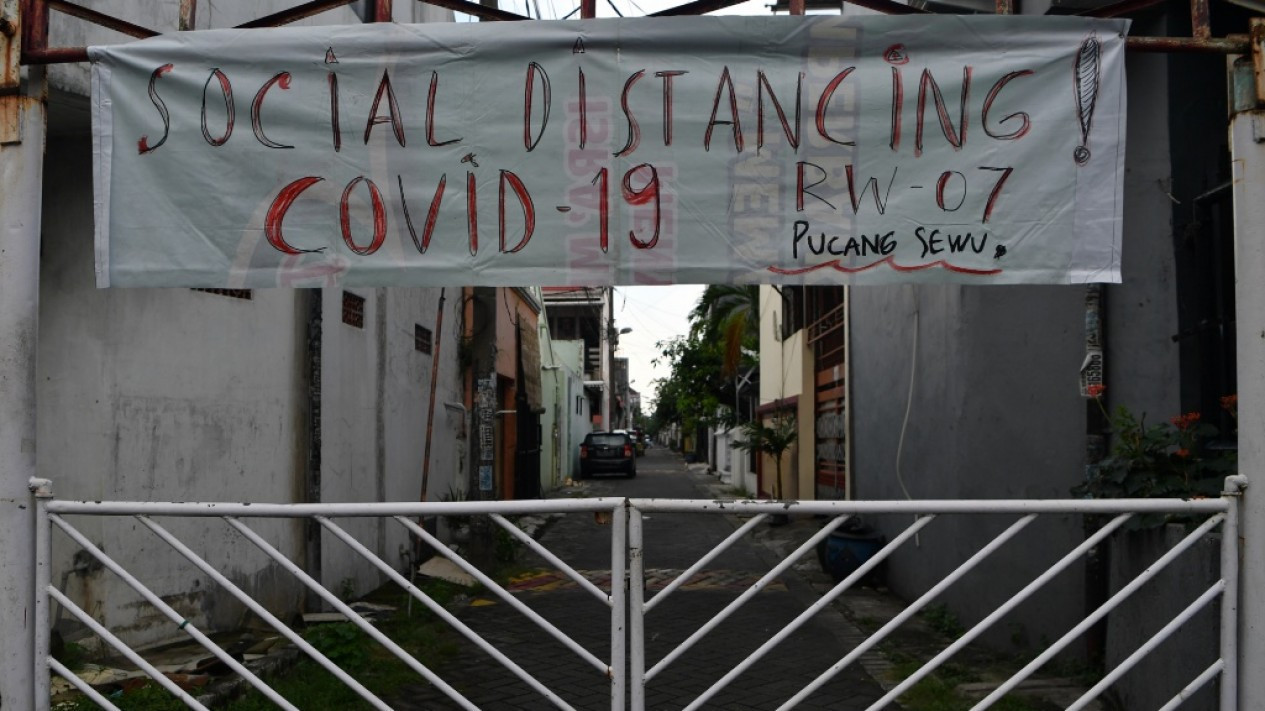 SOCIAL DISTANCING!
COVID-19 RW-07
PUCANG SEWU.